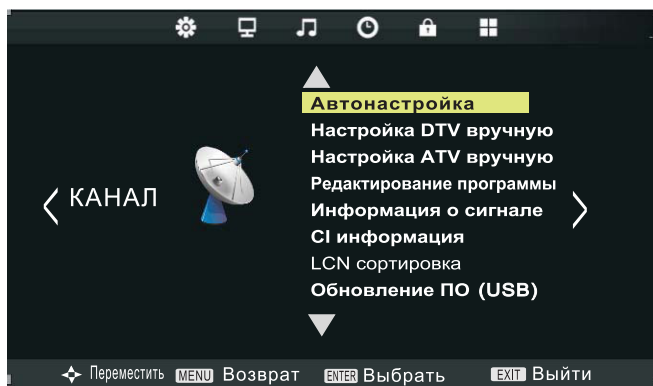 Автонастройка
Настройка DTV вручную
Настройка ATV вручную
Редактирование программы
КАНАЛ
Информация о сигнале
CI информация
LCN сортировка
Обновление ПО (USB)
Переместить MENU Возврат ENTER Выбрать EXIT Выйти